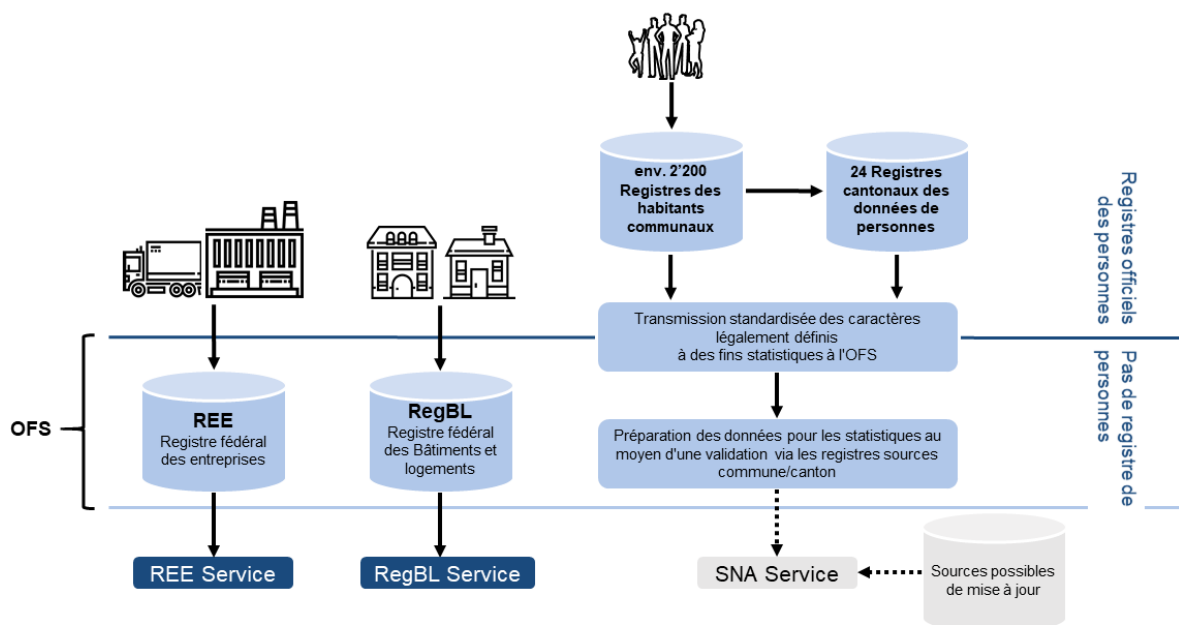 env. 2'200
Registres des
habitants
communaux
24 Registres
cantonaux des
données de
personnes
Registres officiels
des personnes
Transmission standardisée des caractères
légalement définis
à des fins statistiques à l'OFS
Pas de registre de
personnes
OFS
REE
Registre fédéral
des entreprises
RegBL
Registre fédéral
des Bâtiments et
logements
Préparation des données pour les statistiques au
moyen d'une validation via les registres sources
commune/canton
REE Service
RegBL Service
SNA Service
Sources possibles
de mise à jour